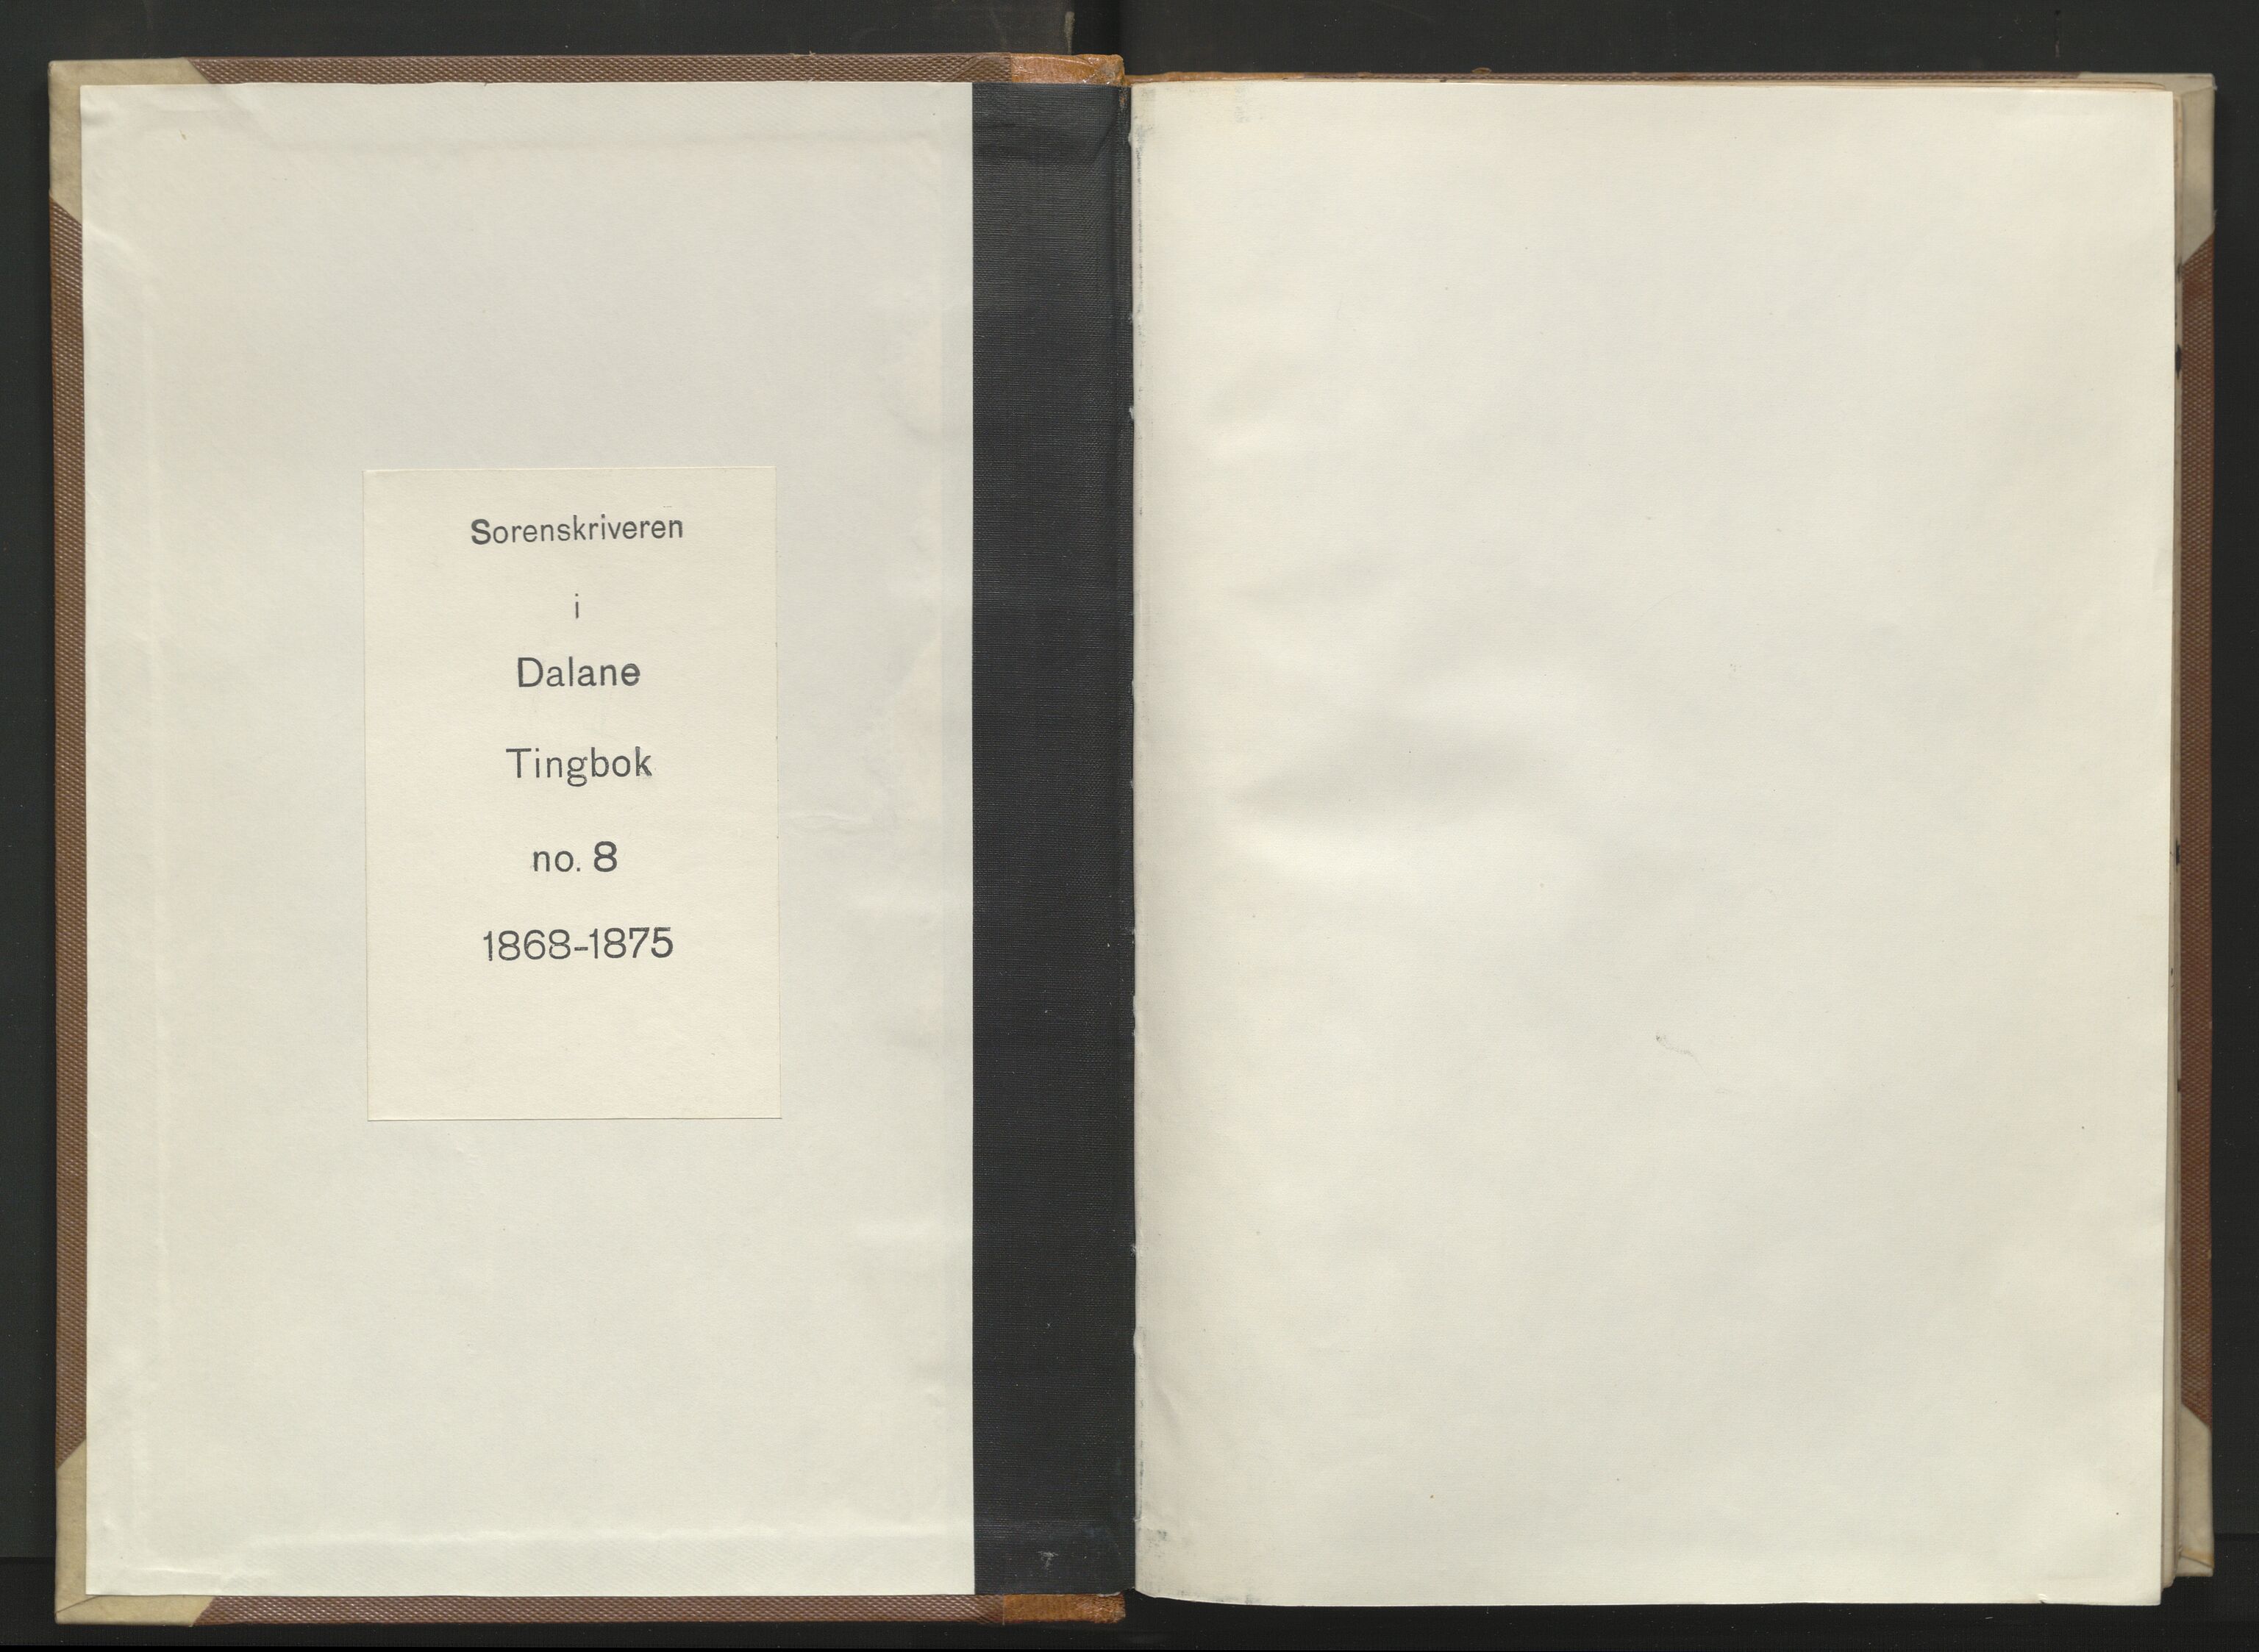 Sorenskriveren
i
Dalane
Tingbok
no. 8
1868-1875